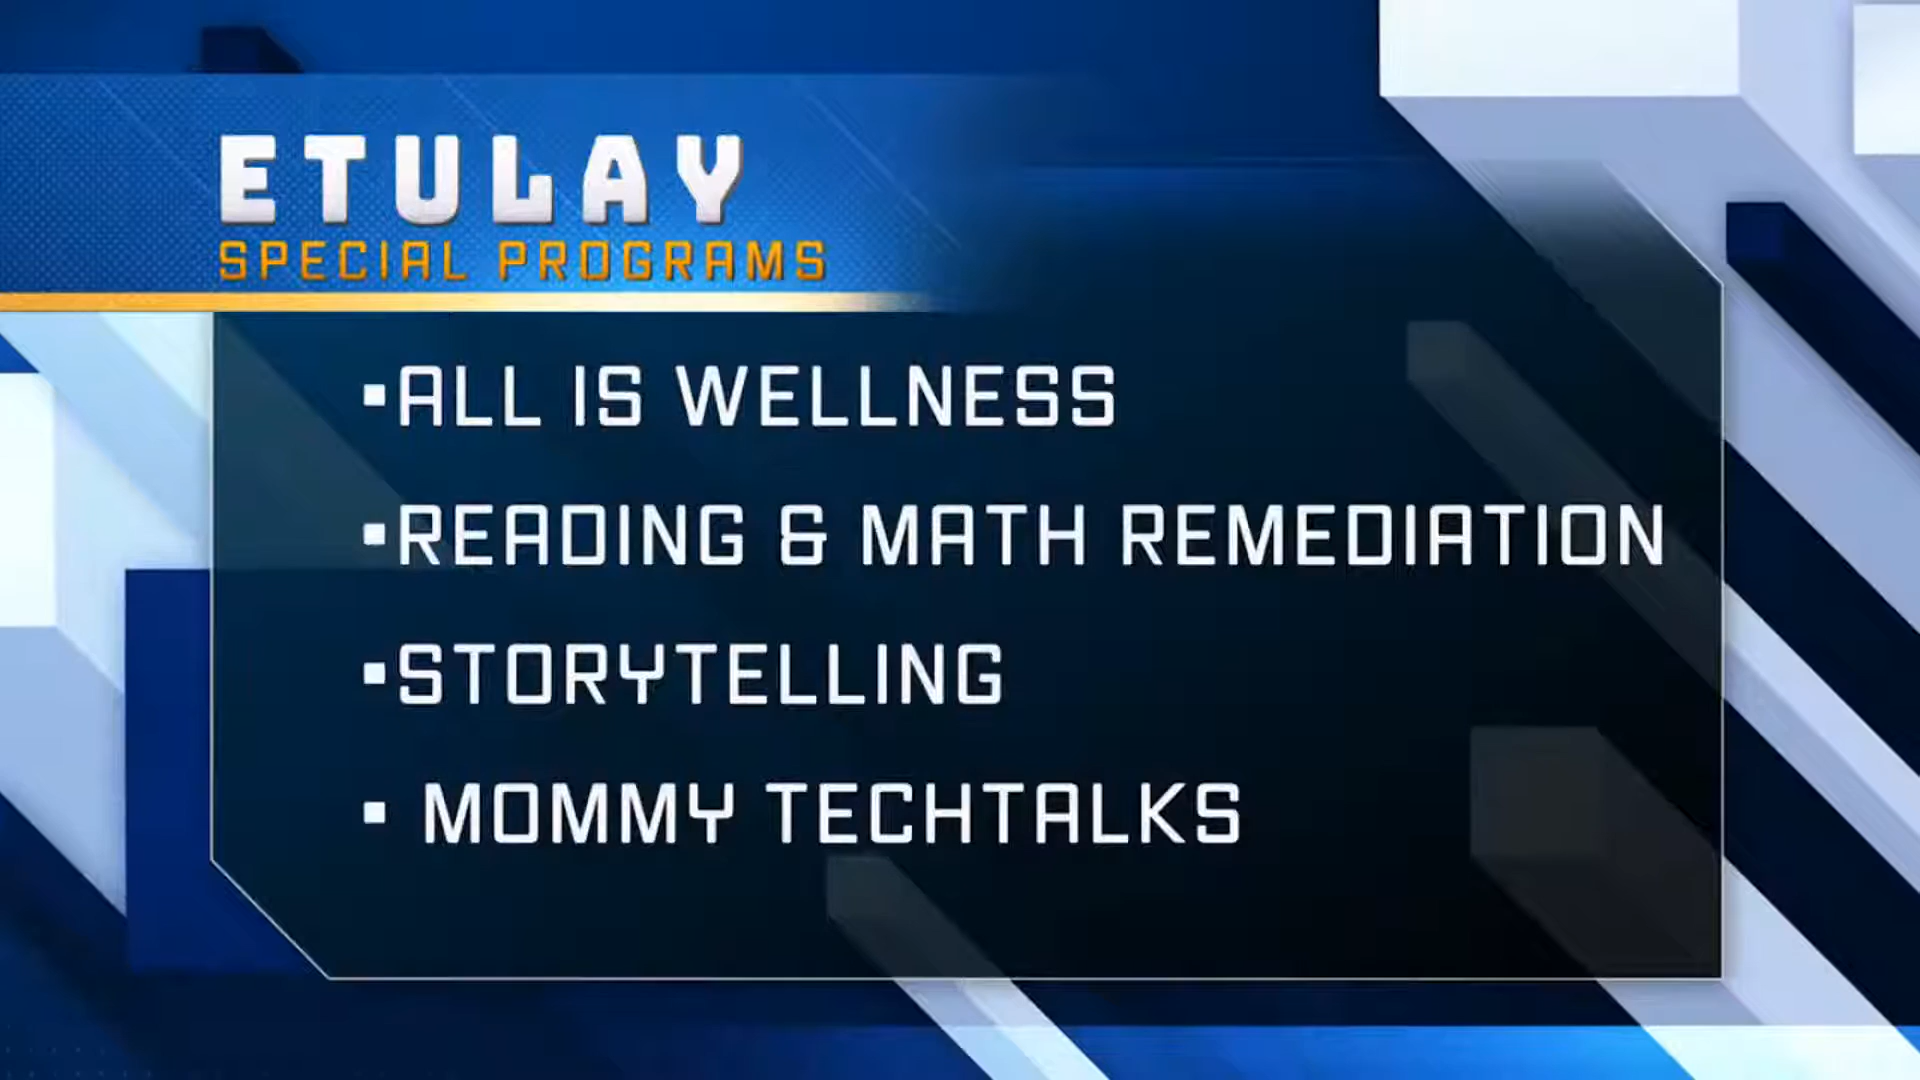 ETULAY
SPECIAL PROGRAMS
▪ALL IS WELLNESS
▪READING & MATH REMEDIATION
▪STORYTELLING
▪ MOMMY TECHTALKS